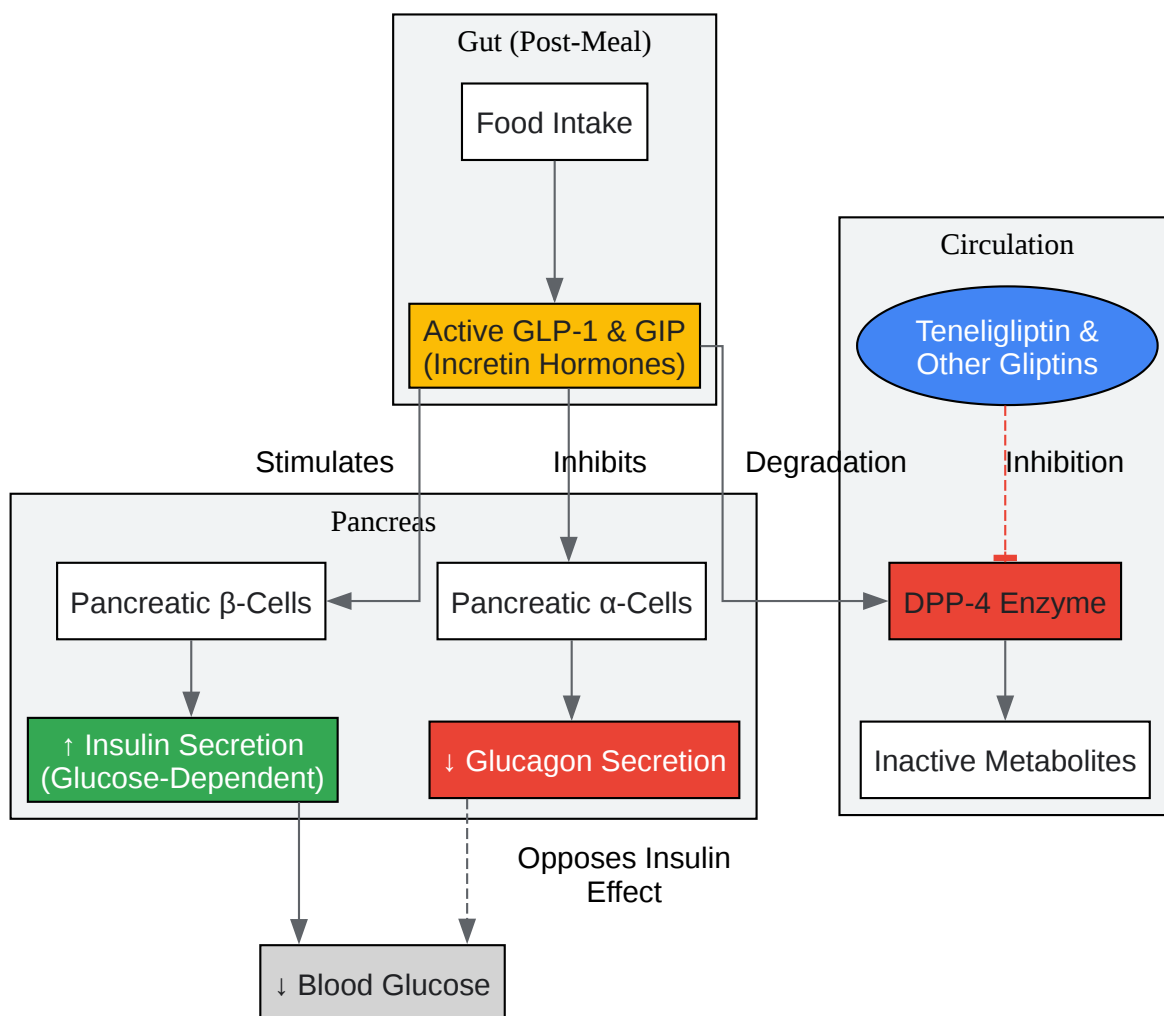 Gut (Post-Meal)
Food Intake
Active GLP-1 & GIP
(Incretin Hormones)
Circulation
Teneligliptin &
Other Gliptins
Stimulates
Inhibits
Degradation
Inhibition
Pancreas
Pancreatic β-Cells
Pancreatic α-Cells
DPP-4 Enzyme
↑ Insulin Secretion
(Glucose-Dependent)
↓ Glucagon Secretion
Inactive Metabolites
Opposes Insulin
Effect
↓ Blood Glucose